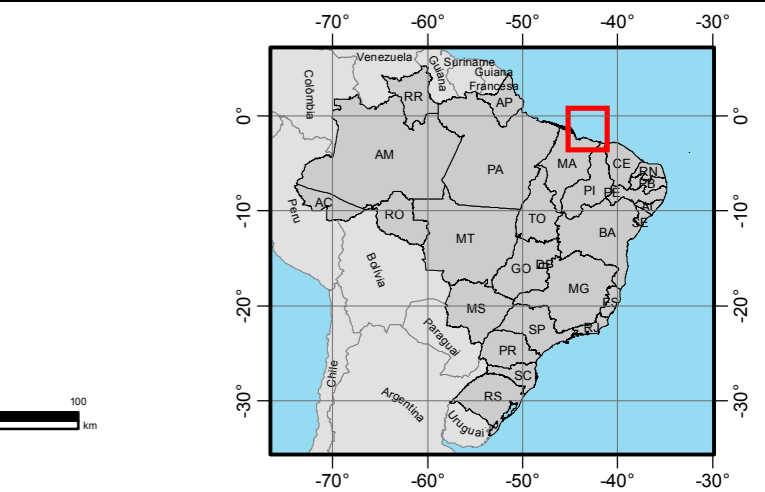 -70° -60° -50° -40° -30°
Venezuela
Suriname
Guiana
Guiana
Francesa
Colômbia
RR
AP
0° 0°
AM
PA
MA
CE
RN
PB
PI
PE
AC
-10° -10°
RO
TO
AL
SE
Peru
MT
BA
Bolívia
GO
DF
MG
ES
-20° -20°
MS
SP
RJ
Paraguai
PR
SC
Chile
-30° -30°
RS
Argentina
Uruguai
100
km
-70° -60° -50° -40° -30°